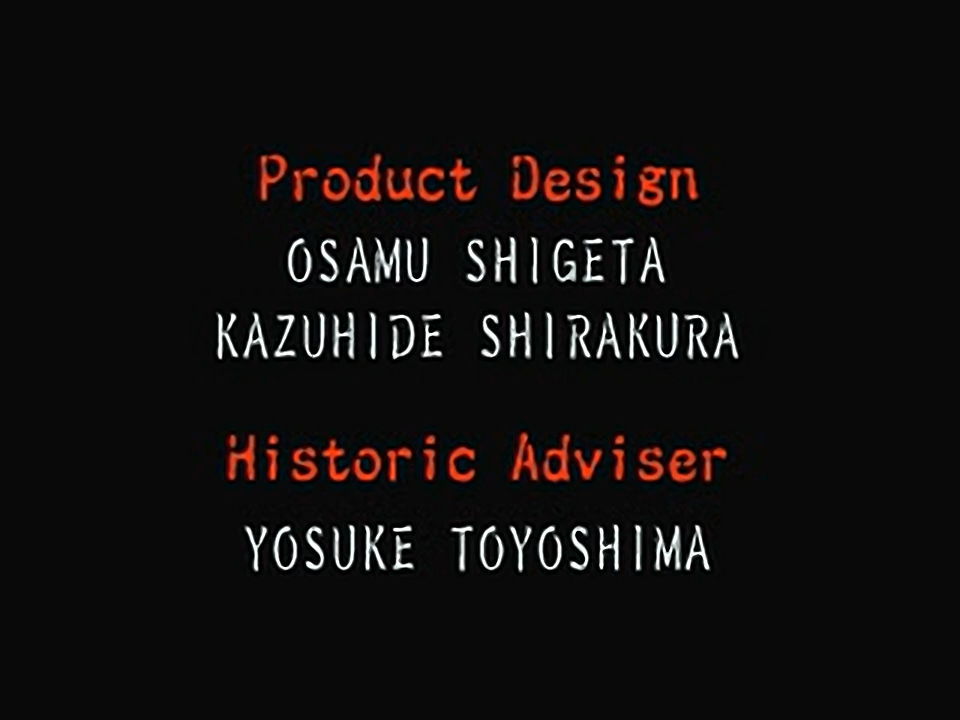 Product Design
OSAMU SHIGETA
KAZUHIDE SHIRAKURA
Historic Adviser
YOSUKE TOYOSHIMA